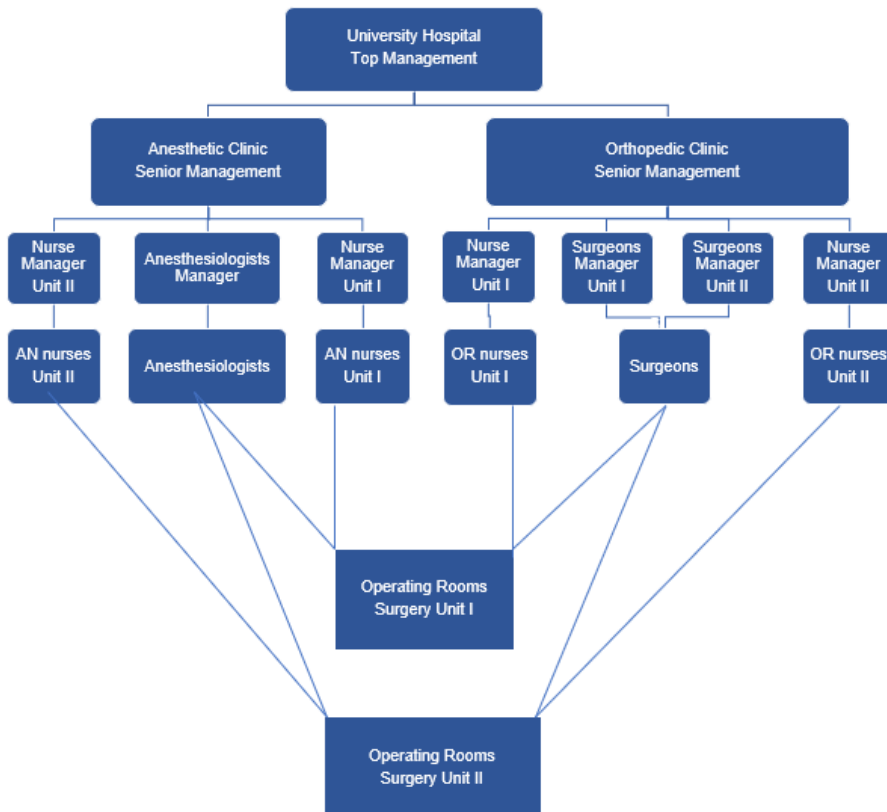 University Hospital
Top Management
Anesthetic Clinic
Senior Management
Orthopedic Clinic
Senior Management
Nurse
Manager
Unit II
Anesthesiologists
Manager
Nurse
Manager
Unit I
Nurse
Manager
Unit I
Surgeons
Manager
Unit I
Surgeons
Manager
Unit II
Nurse
Manager
Unit II
AN nurses
Unit II
Anesthesiologists
AN nurses
Unit I
OR nurses
Unit I
Surgeons
OR nurses
Unit II
Operating Rooms
Surgery Unit I
Operating Rooms
Surgery Unit II